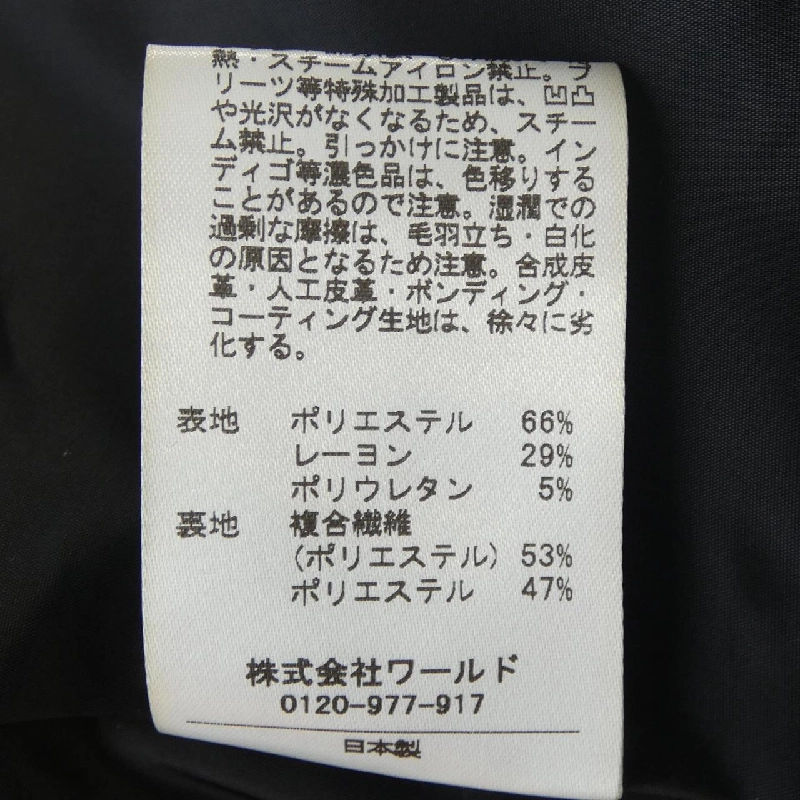 熱・スチームアイロン禁止。プ
リーツ等特殊加工製品は、凹凸
や光沢がなくなるため、スチー
ム禁止。引っかけに注意。イン
ディゴ等濃色品は、色移りする
ことがあるので注意。湿潤での
過剰な摩擦は、毛羽立ち・白化
の原因となるため注意。合成皮
革・人工皮革・ボンディング・
コーティング生地は、徐々に劣
化する。
表地 ポリエステル 66%
レーヨン 29%
ポリウレタン 5%
裏地 複合繊維
(ポリエステル) 53%
ポリエステル 47%
株式会社ワールド
0120-977-917
日本製